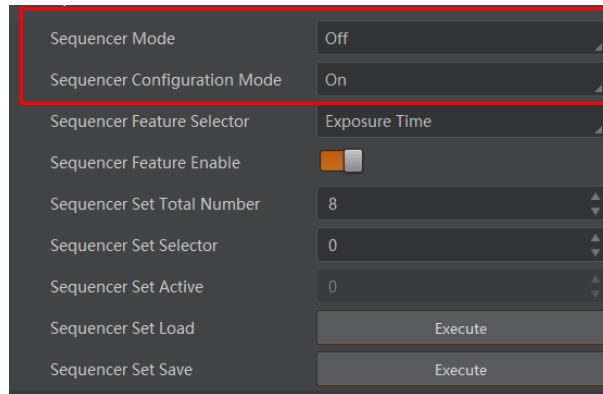 Sequencer Mode Off
Sequencer Configuration Mode On
Sequencer Feature Selector Exposure Time
Sequencer Feature Enable
Sequencer Set Total Number 8
Sequencer Set Selector 0
Sequencer Set Active 0
Sequencer Set Load Execute
Sequencer Set Save Execute